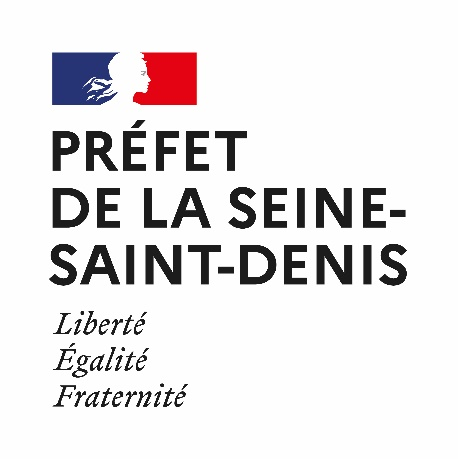 PRÉFET
DE LA SEINE-
SAINT-DENIS
Liberté
Égalité
Fraternité